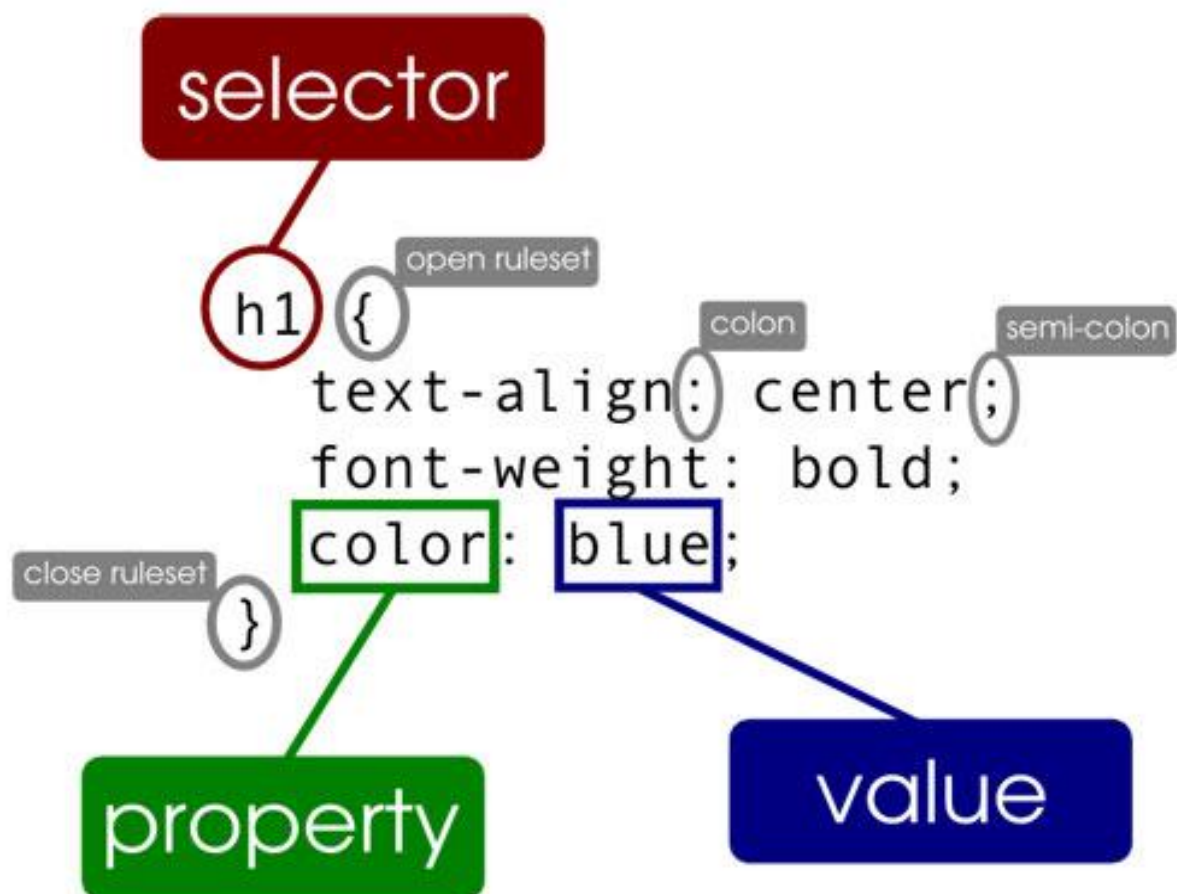 selector
open ruleset
h1 {
colon
semi-colon
text-align: center;
font-weight: bold;
color: blue;
close ruleset
}
property
value